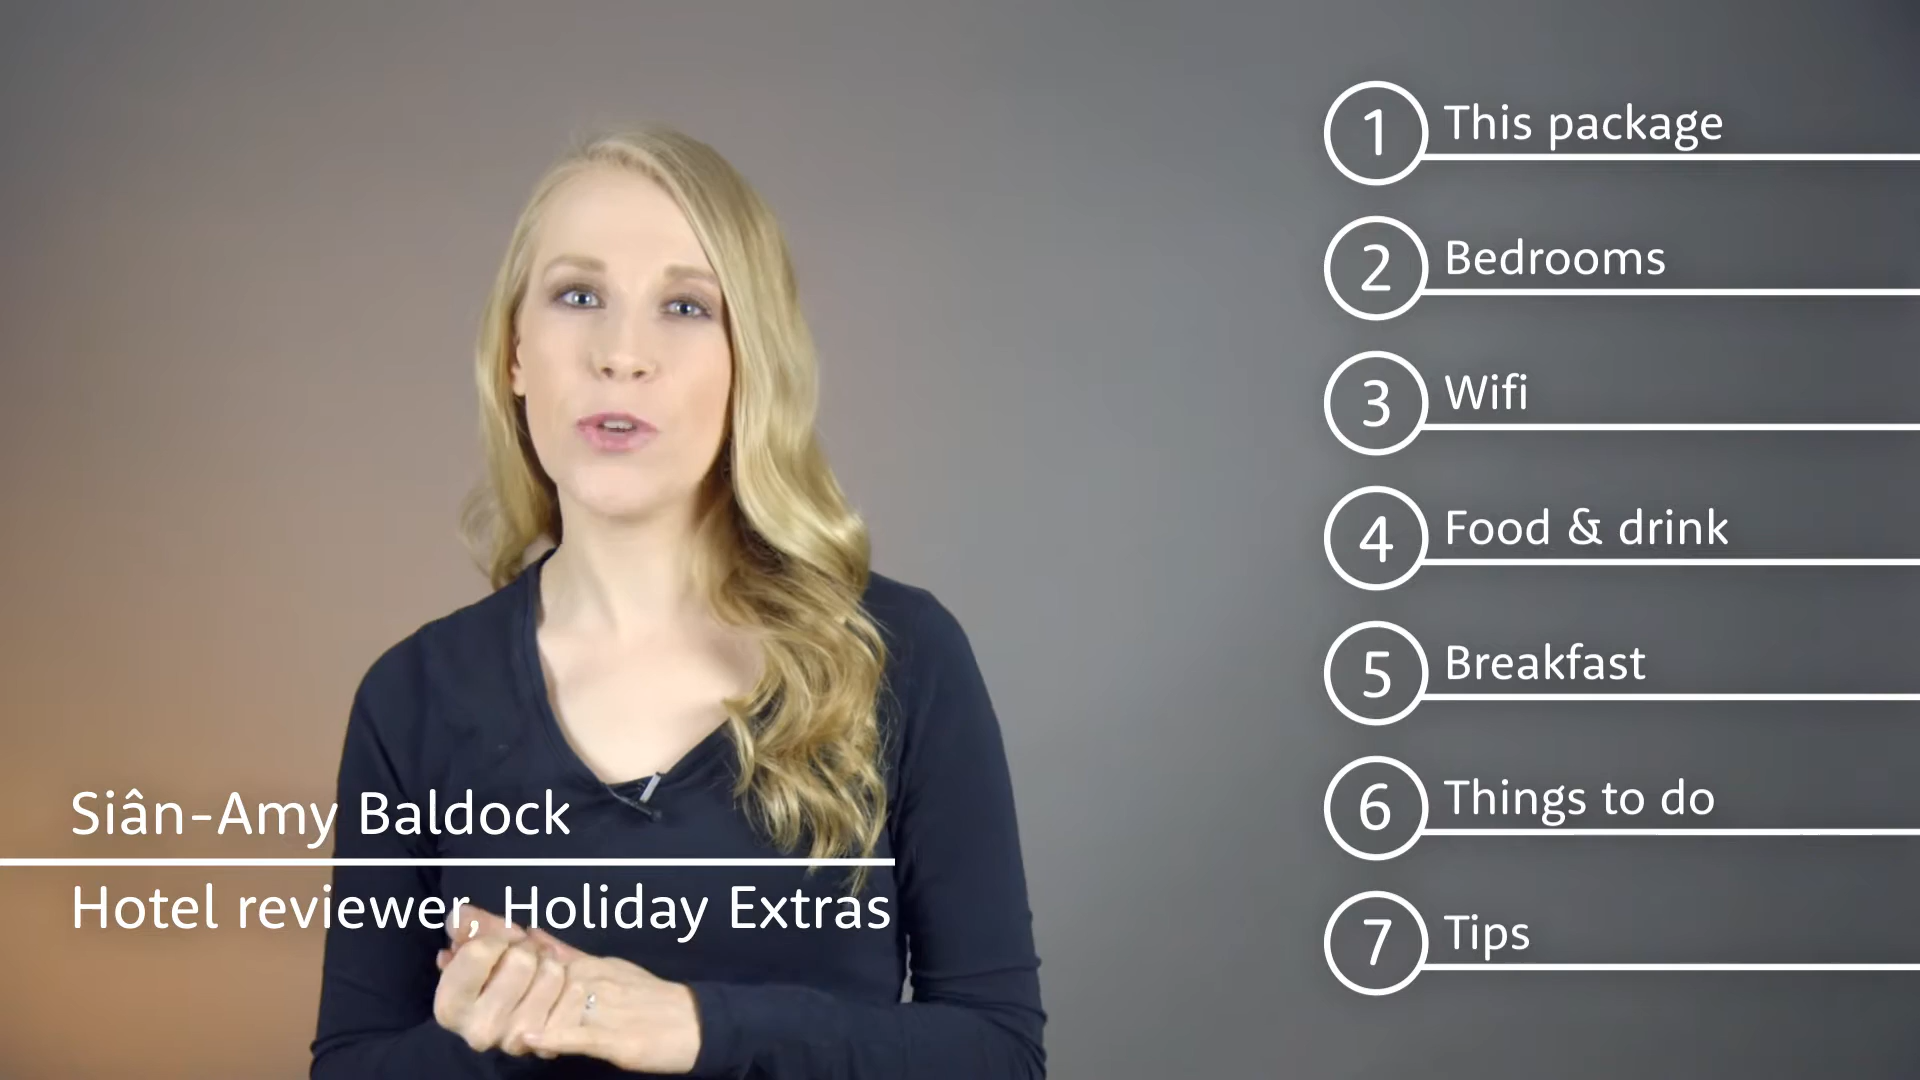 1 This package
2 Bedrooms
3 Wifi
4 Food & drink
5 Breakfast
6 Things to do
7 Tips
Siân-Amy Baldock
Hotel reviewer, Holiday Extras